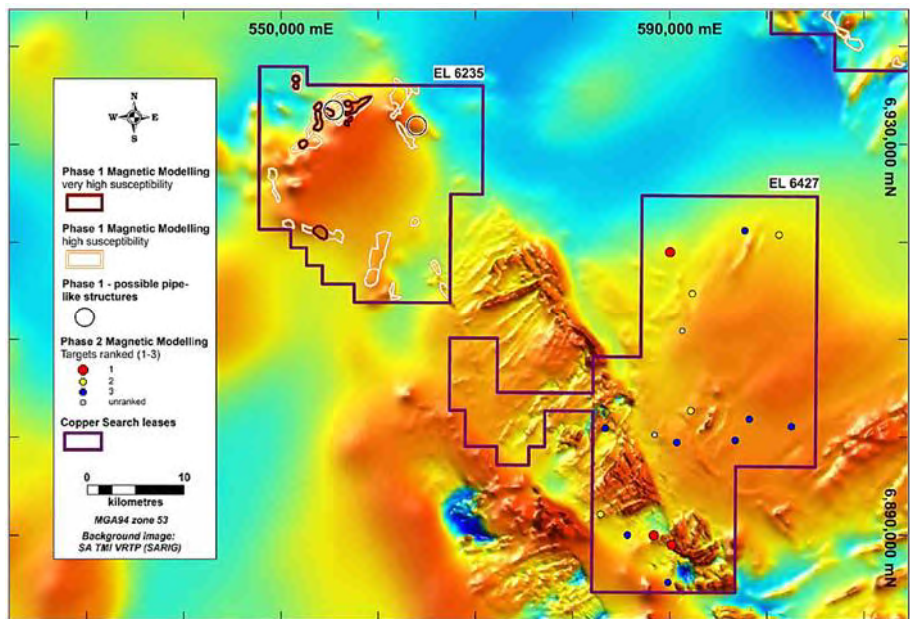 550,000 mE
590,000 mE
EL 6235
6,930,000 mN
EL 6427
6,890,000 mN
N
W E
S
Phase 1 Magnetic Modelling
very high susceptibility
Phase 1 Magnetic Modelling
high susceptibility
Phase 1 - possible pipe-
like structures
Phase 2 Magnetic Modelling
Targets ranked (1-3)
1
2
3
unranked
Copper Search leases
0 10
kilometres
MGA94 zone 53
Background image:
SA TMI VRTP (SARIG)